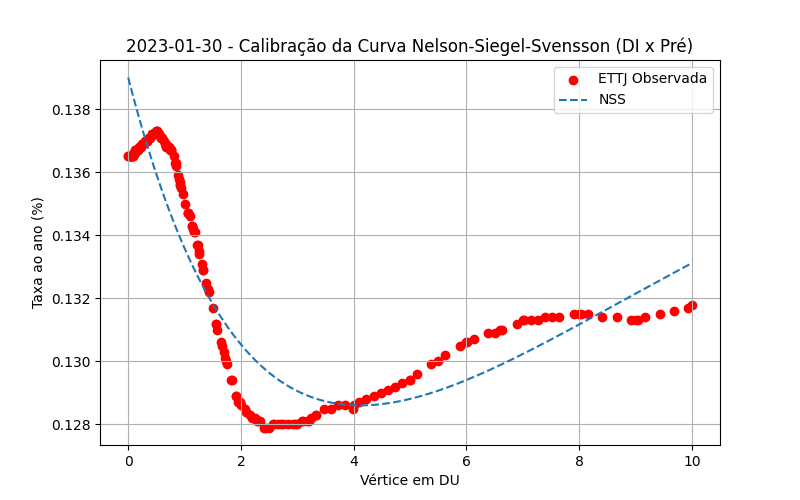 2023-01-30 - Calibração da Curva Nelson-Siegel-Svensson (DI x Pré)
ETTJ Observada
NSS
0.138
0.136
0.134
0.132
0.130
0.128
Taxa ao ano (%)
0
2
4
6
8
10
Vértice em DU